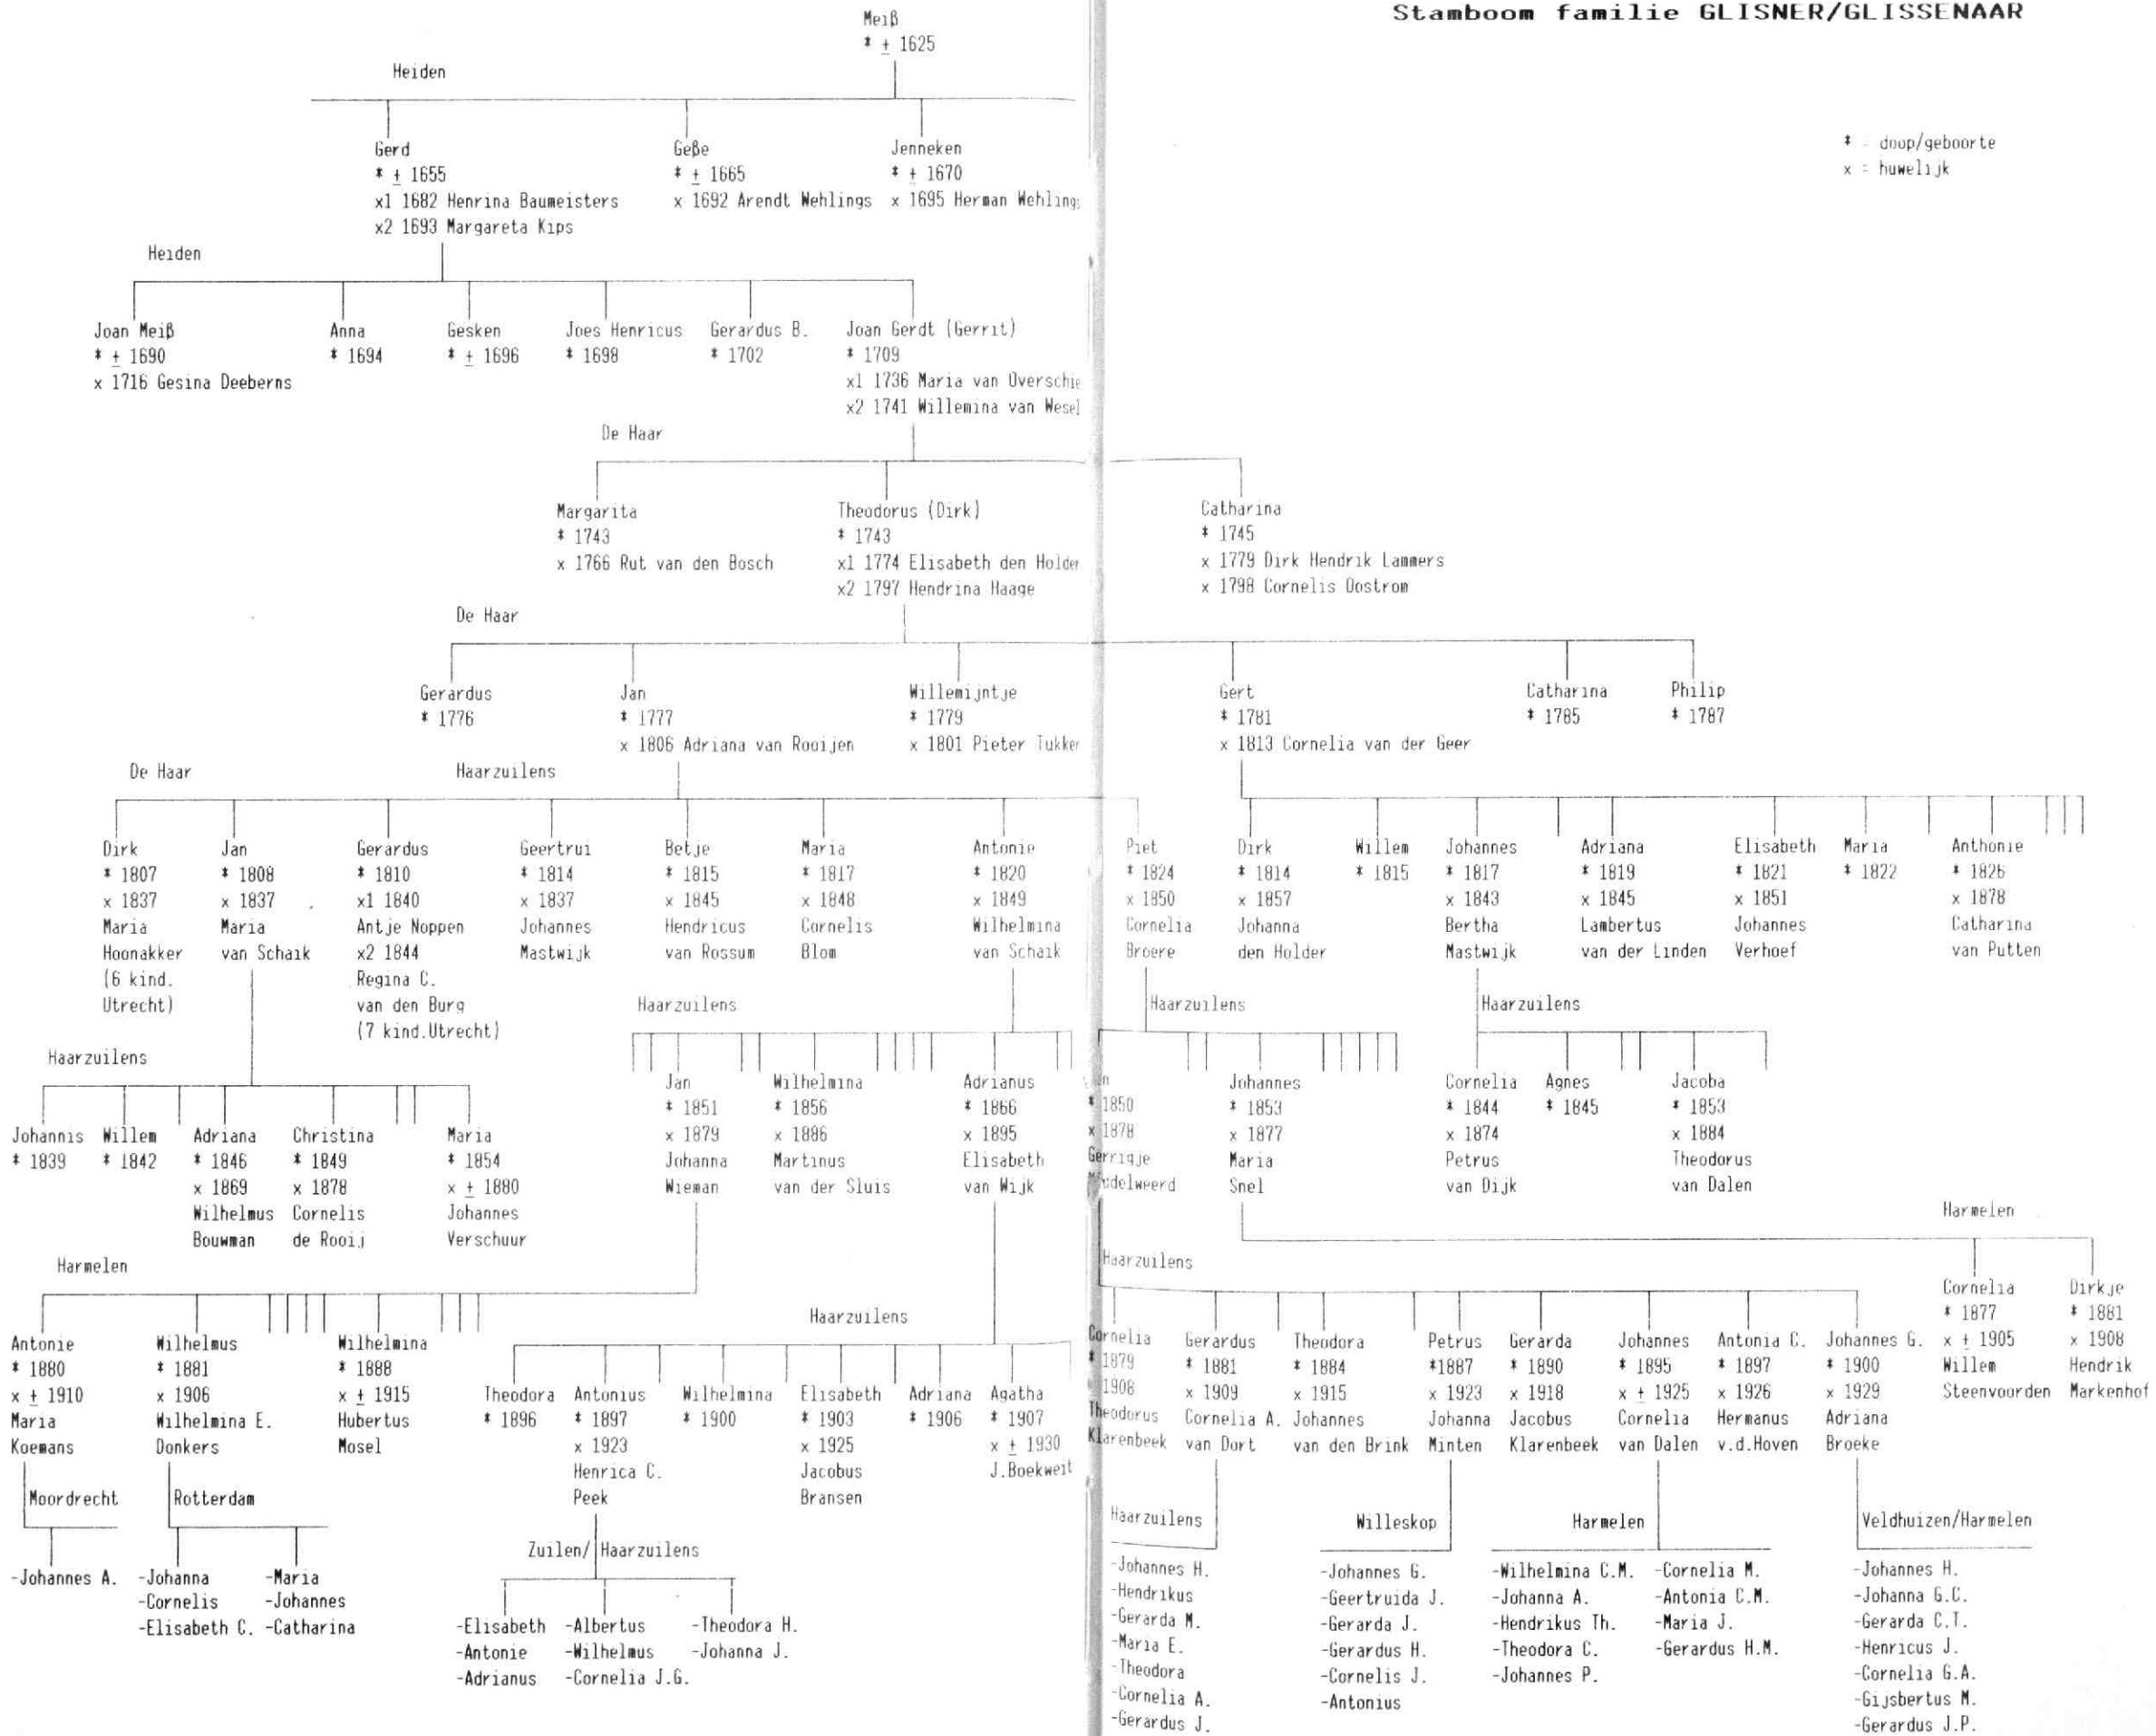 Stamboom familie GLISNER/GLISSENAAR
* = doop/geboorte
x = huwelijk
Meiß
* ± 1625
Heiden
Gerd
* ± 1655
x1 1682 Henrina Baumeisters
x2 1693 Margareta Kips
Geße
* ± 1665
x 1692 Arendt Wehlings
Jenneken
* ± 1670
x 1695 Herman Wehlings
Heiden
Joan Meiß
* ± 1690
x 1716 Gesina Deeberns
Anna
* 1694
Gesken
* ± 1696
Joes Henricus
* 1698
Gerardus B.
* 1702
Joan Gerdt (Gerrit)
* 1709
x1 1736 Maria van Overschie
x2 1741 Willemina van Wesel
De Haar
Margarita
* 1743
x 1766 Rut van den Bosch
Theodorus (Dirk)
* 1743
x1 1774 Elisabeth den Holder
x2 1797 Hendrina Haage
Catharina
* 1745
x 1779 Dirk Hendrik Lammers
x 1798 Cornelis Oostrom
De Haar
Gerardus
* 1776
Jan
* 1777
x 1806 Adriana van Rooijen
Willemijntje
* 1779
x 1801 Pieter Tukker
Gert
* 1781
x 1813 Cornelia van der Geer
Catharina
* 1785
Philip
* 1787
De Haar
Haarzuilens
Dirk
* 1807
x 1837
Maria
Hoonakker
(6 kind.
Utrecht)
Jan
* 1808
x 1837
Maria
van Schaik
Gerardus
* 1810
x1 1840
Antje Noppen
x2 1844
Regina C.
van den Burg
(7 kind.Utrecht)
Geertrui
* 1814
x 1837
Johannes
Mastwijk
Betje
* 1815
x 1845
Hendricus
van Rossum
Maria
* 1817
x 1848
Cornelis
Blom
Antonie
* 1820
x 1849
Wilhelmina
van Schaik
Piet
* 1824
x 1850
Cornelia
Broere
Dirk
* 1814
x 1857
Johanna
den Holder
Willem
* 1815
Johannes
* 1817
x 1843
Bertha
Mastwijk
Adriana
* 1819
x 1845
Lambertus
van der Linden
Elisabeth
* 1821
x 1851
Johannes
Verhoef
Maria
* 1822
Anthonie
* 1826
x 1878
Catharina
van Putten
Haarzuilens
Johannis
* 1839
Willem
* 1842
Adriana
* 1846
x 1869
Wilhelmus
Bouwman
Christina
* 1849
x 1878
Cornelis
de Rooij
Maria
* 1854
x ± 1880
Johannes
Verschuur
Haarzuilens
Jan
* 1851
x 1879
Johanna
Wieman
Wilhelmina
* 1856
x 1886
Martinus
van der Sluis
Adrianus
* 1866
x 1895
Elisabeth
van Wijk
Haarzuilens
* 1850
x 1878
Gerrigje
Johannes
* 1853
x 1877
Maria
Snel
Haarzuilens
Cornelia
* 1844
x 1874
Petrus
van Dijk
Agnes
* 1845
Jacoba
* 1853
x 1884
Theodorus
van Dalen
Harmelen
Antonie
* 1880
x ± 1910
Maria
Koemans
Wilhelmus
* 1881
x 1906
Wilhelmina E.
Donkers
Wilhelmina
* 1888
x ± 1915
Hubertus
Mosel
Haarzuilens
Theodora
* 1896
Antonius
* 1897
x 1923
Henrica C.
Peek
Wilhelmina
* 1900
Elisabeth
* 1903
x 1925
Jacobus
Bransen
Adriana
* 1906
Agatha
* 1907
x ± 1930
J.Boekweit
Haarzuilens
Cornelia
* 1879
1908
Theodorus
Klarenbeek
Gerardus
* 1881
x 1909
Cornelia A.
van Dort
Theodora
* 1884
x 1915
Johannes
van den Brink
Petrus
*1887
x 1923
Johanna
Minten
Gerarda
* 1890
x 1918
Jacobus
Klarenbeek
Johannes
* 1895
x ± 1925
Cornelia
van Dalen
Antonia C.
* 1897
x 1926
Hermanus
v.d.Hoven
Johannes G.
* 1900
x 1929
Adriana
Broeke
Harmelen
Cornelia
* 1877
x ± 1905
Willem
Steenvoorden
Dirkje
* 1881
x 1908
Hendrik
Markenhof
Moordrecht
-Johannes A.
Rotterdam
-Johanna
-Cornelis
-Elisabeth C.
-Maria
-Johannes
-Catharina
Zuilen/Haarzuilens
-Elisabeth
-Antonie
-Adrianus
-Albertus
-Wilhelmus
-Cornelia J.G.
-Theodora H.
-Johanna J.
Haarzuilens
-Johannes H.
-Hendrikus
-Gerarda M.
-Maria E.
-Theodora
-Cornelia A.
-Gerardus J.
Willeskop
-Johannes G.
-Geertruida J.
-Gerarda J.
-Gerardus H.
-Cornelis J.
-Antonius
Harmelen
-Wilhelmina C.M.
-Johanna A.
-Hendrikus Th.
-Theodora C.
-Johannes P.
-Cornelia M.
-Antonia C.M.
-Maria J.
-Gerardus H.M.
Veldhuizen/Harmelen
-Johannes H.
-Johanna G.C.
-Gerarda C.T.
-Henricus J.
-Cornelia G.A.
-Gijsbertus M.
-Gerardus J.P.